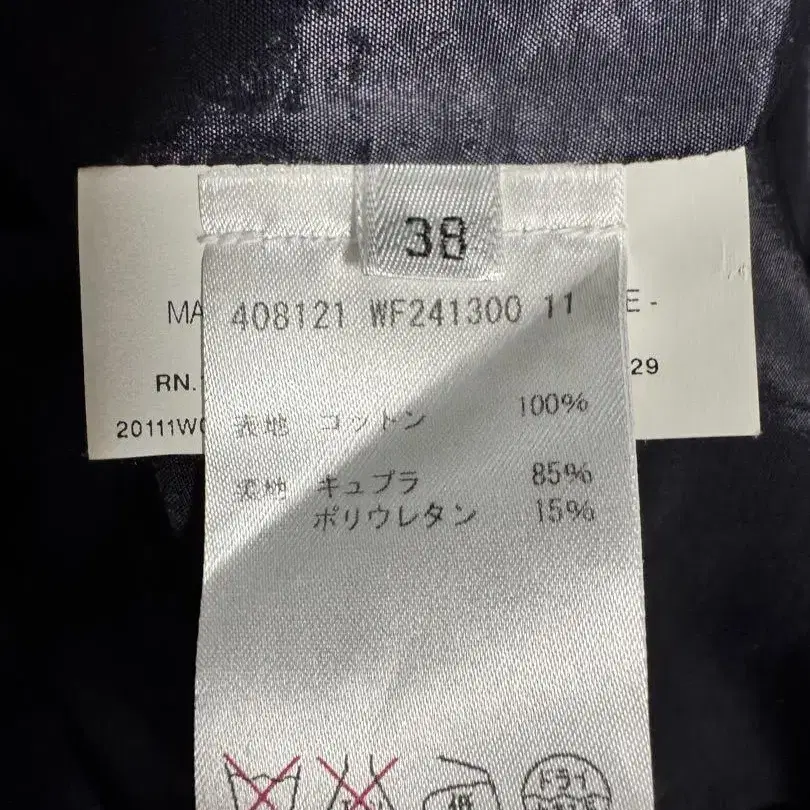 38
408121 WF241300 11
MA
E -
RN.
29
20111W
表地 コットン 100%
裏地 キュプラ 85%
ポリウレタン 15%
ドライ